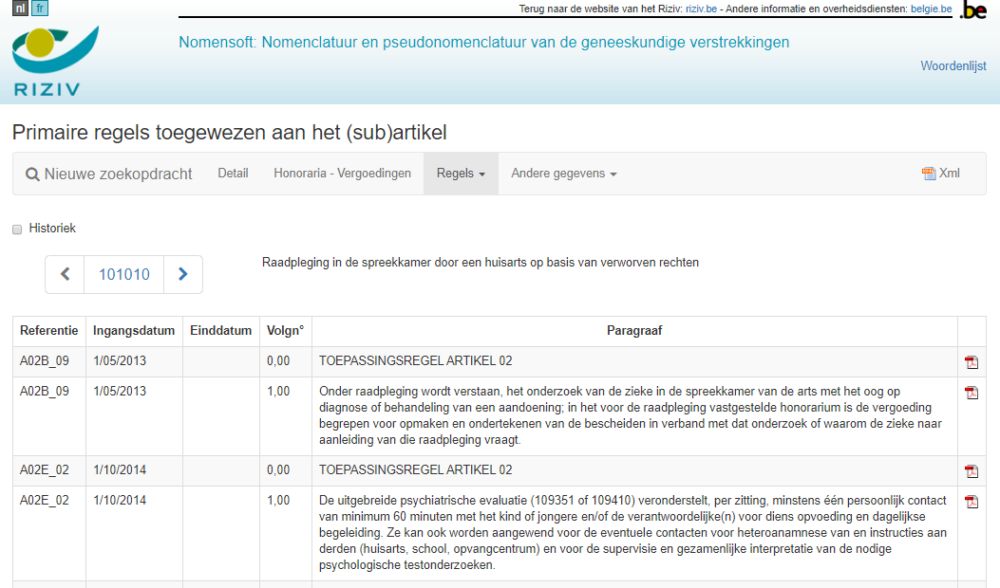 nl fr
Terug naar de website van het Riziv: riziv.be - Andere informatie en overheidsdiensten: belgie.be
.be
Nomensoft: Nomenclatuur en pseudonomenclatuur van de geneeskundige verstrekkingen
Woordenlijst
RIZIV
Primaire regels toegewezen aan het (sub)artikel
Nieuwe zoekopdracht Detail Honoraria - Vergoedingen Regels Andere gegevens Xml
Historiek
101010
Raadpleging in de spreekkamer door een huisarts op basis van verworven rechten
Referentie Ingangsdatum Einddatum Volgn° Paragraaf
A02B_09 1/05/2013 0,00 TOEPASSINGSREGEL ARTIKEL 02
A02B_09 1/05/2013 1,00 Onder raadpleging wordt verstaan, het onderzoek van de zieke in de spreekkamer van de arts met het oog op
diagnose of behandeling van een aandoening; in het voor de raadpleging vastgestelde honorarium is de vergoeding
begrepen voor opmaken en ondertekenen van de bescheiden in verband met dat onderzoek of waarom de zieke naar
aanleiding van die raadpleging vraagt.
A02E_02 1/10/2014 0,00 TOEPASSINGSREGEL ARTIKEL 02
A02E_02 1/10/2014 1,00 De uitgebreide psychiatrische evaluatie (109351 of 109410) veronderstelt, per zitting, minstens één persoonlijk contact
van minimum 60 minuten met het kind of jongere en/of de verantwoordelijke(n) voor diens opvoeding en dagelijkse
begeleiding. Ze kan ook worden aangewend voor de eventuele contacten voor heteroanamnese van en instructies aan
derden (huisarts, school, opvangcentrum) en voor de supervisie en gezamenlijke interpretatie van de nodige
psychologische testonderzoeken.